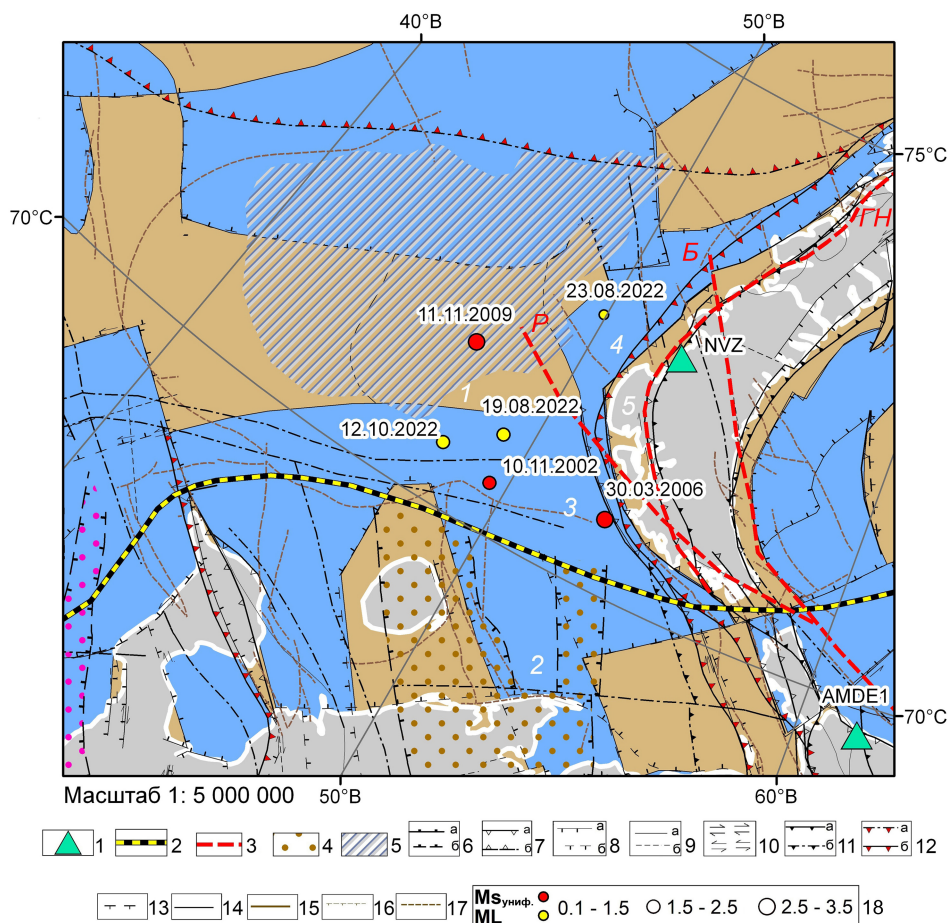 40°В 50°В
75°С
70°С
ГН
Б
23.08.2022
11.11.2009
Р
4
NVZ
1
5
19.08.2022
12.10.2022
10.11.2002
30.03.2006
3
2
AMDE1
70°С
Масштаб 1: 5 000 000 50°В 60°В
1 2 3 4 5 а б 6 а б 7 а б 8 а б 9 10 а б 11 а б 12
13 14 15 16 17 Msуниф. ML 0.1 - 1.5 1.5 - 2.5 2.5 - 3.5 18